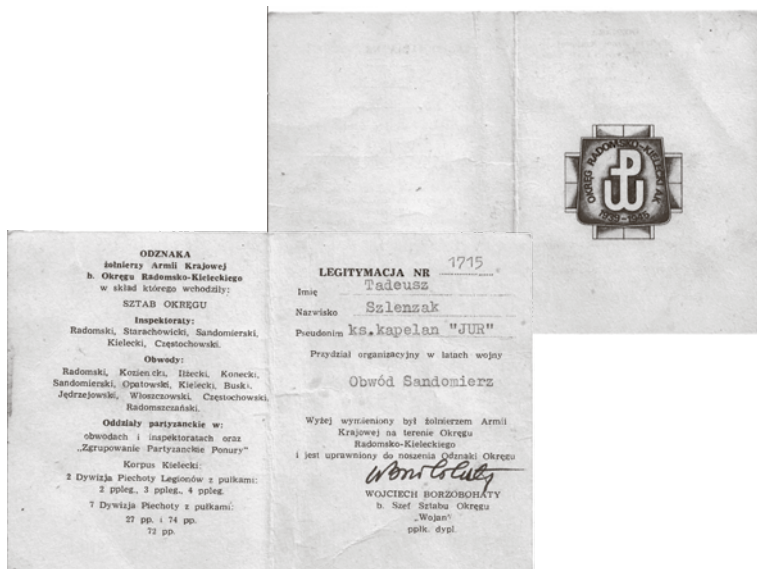 OKRĘG RADOMSKO-KIELECKI AK
1939-1945
ODZNAKA
żołnierzy Armii Krajowej
b. Okręgu Radomsko-Kieleckiego
w skład którego wchodziły:
SZTAB OKRĘGU
Inspektoraty:
Radomski, Starachowicki, Sandomierski,
Kielecki, Częstochowski.
Obwody:
Radomski, Kozienicki, Iłżecki, Konecki,
Sandomierski, Opatowski, Kielecki, Buski,
Jędrzejowski, Włoszczowski, Częstochowski,
Radomszczański.
Oddziały partyzanckie w:
obwodach i inspektoratach oraz
„Zgrupowanie Partyzanckie Ponury”
Korpus Kielecki:
2 Dywizja Piechoty Legionów z pułkami:
2 ppleg., 3 ppleg., 4 ppleg.
7 Dywizja Piechoty z pułkami:
27 pp. i 74 pp.
72 pp.
LEGITYMACJA NR 1715
Imię Tadeusz
Nazwisko Szlenzak
Pseudonim ks.kapelan "JUR"
Przydział organizacyjny w latach wojny
Obwód Sandomierz
Wyżej wymieniony był żołnierzem Armii
Krajowej na terenie Okręgu
Radomsko-Kieleckiego
i jest uprawniony do noszenia Odznaki Okręgu
WOJCIECH BORZOBOHATY
b. Szef Sztabu Okręgu
„Wojan”
ppłk. dypl.